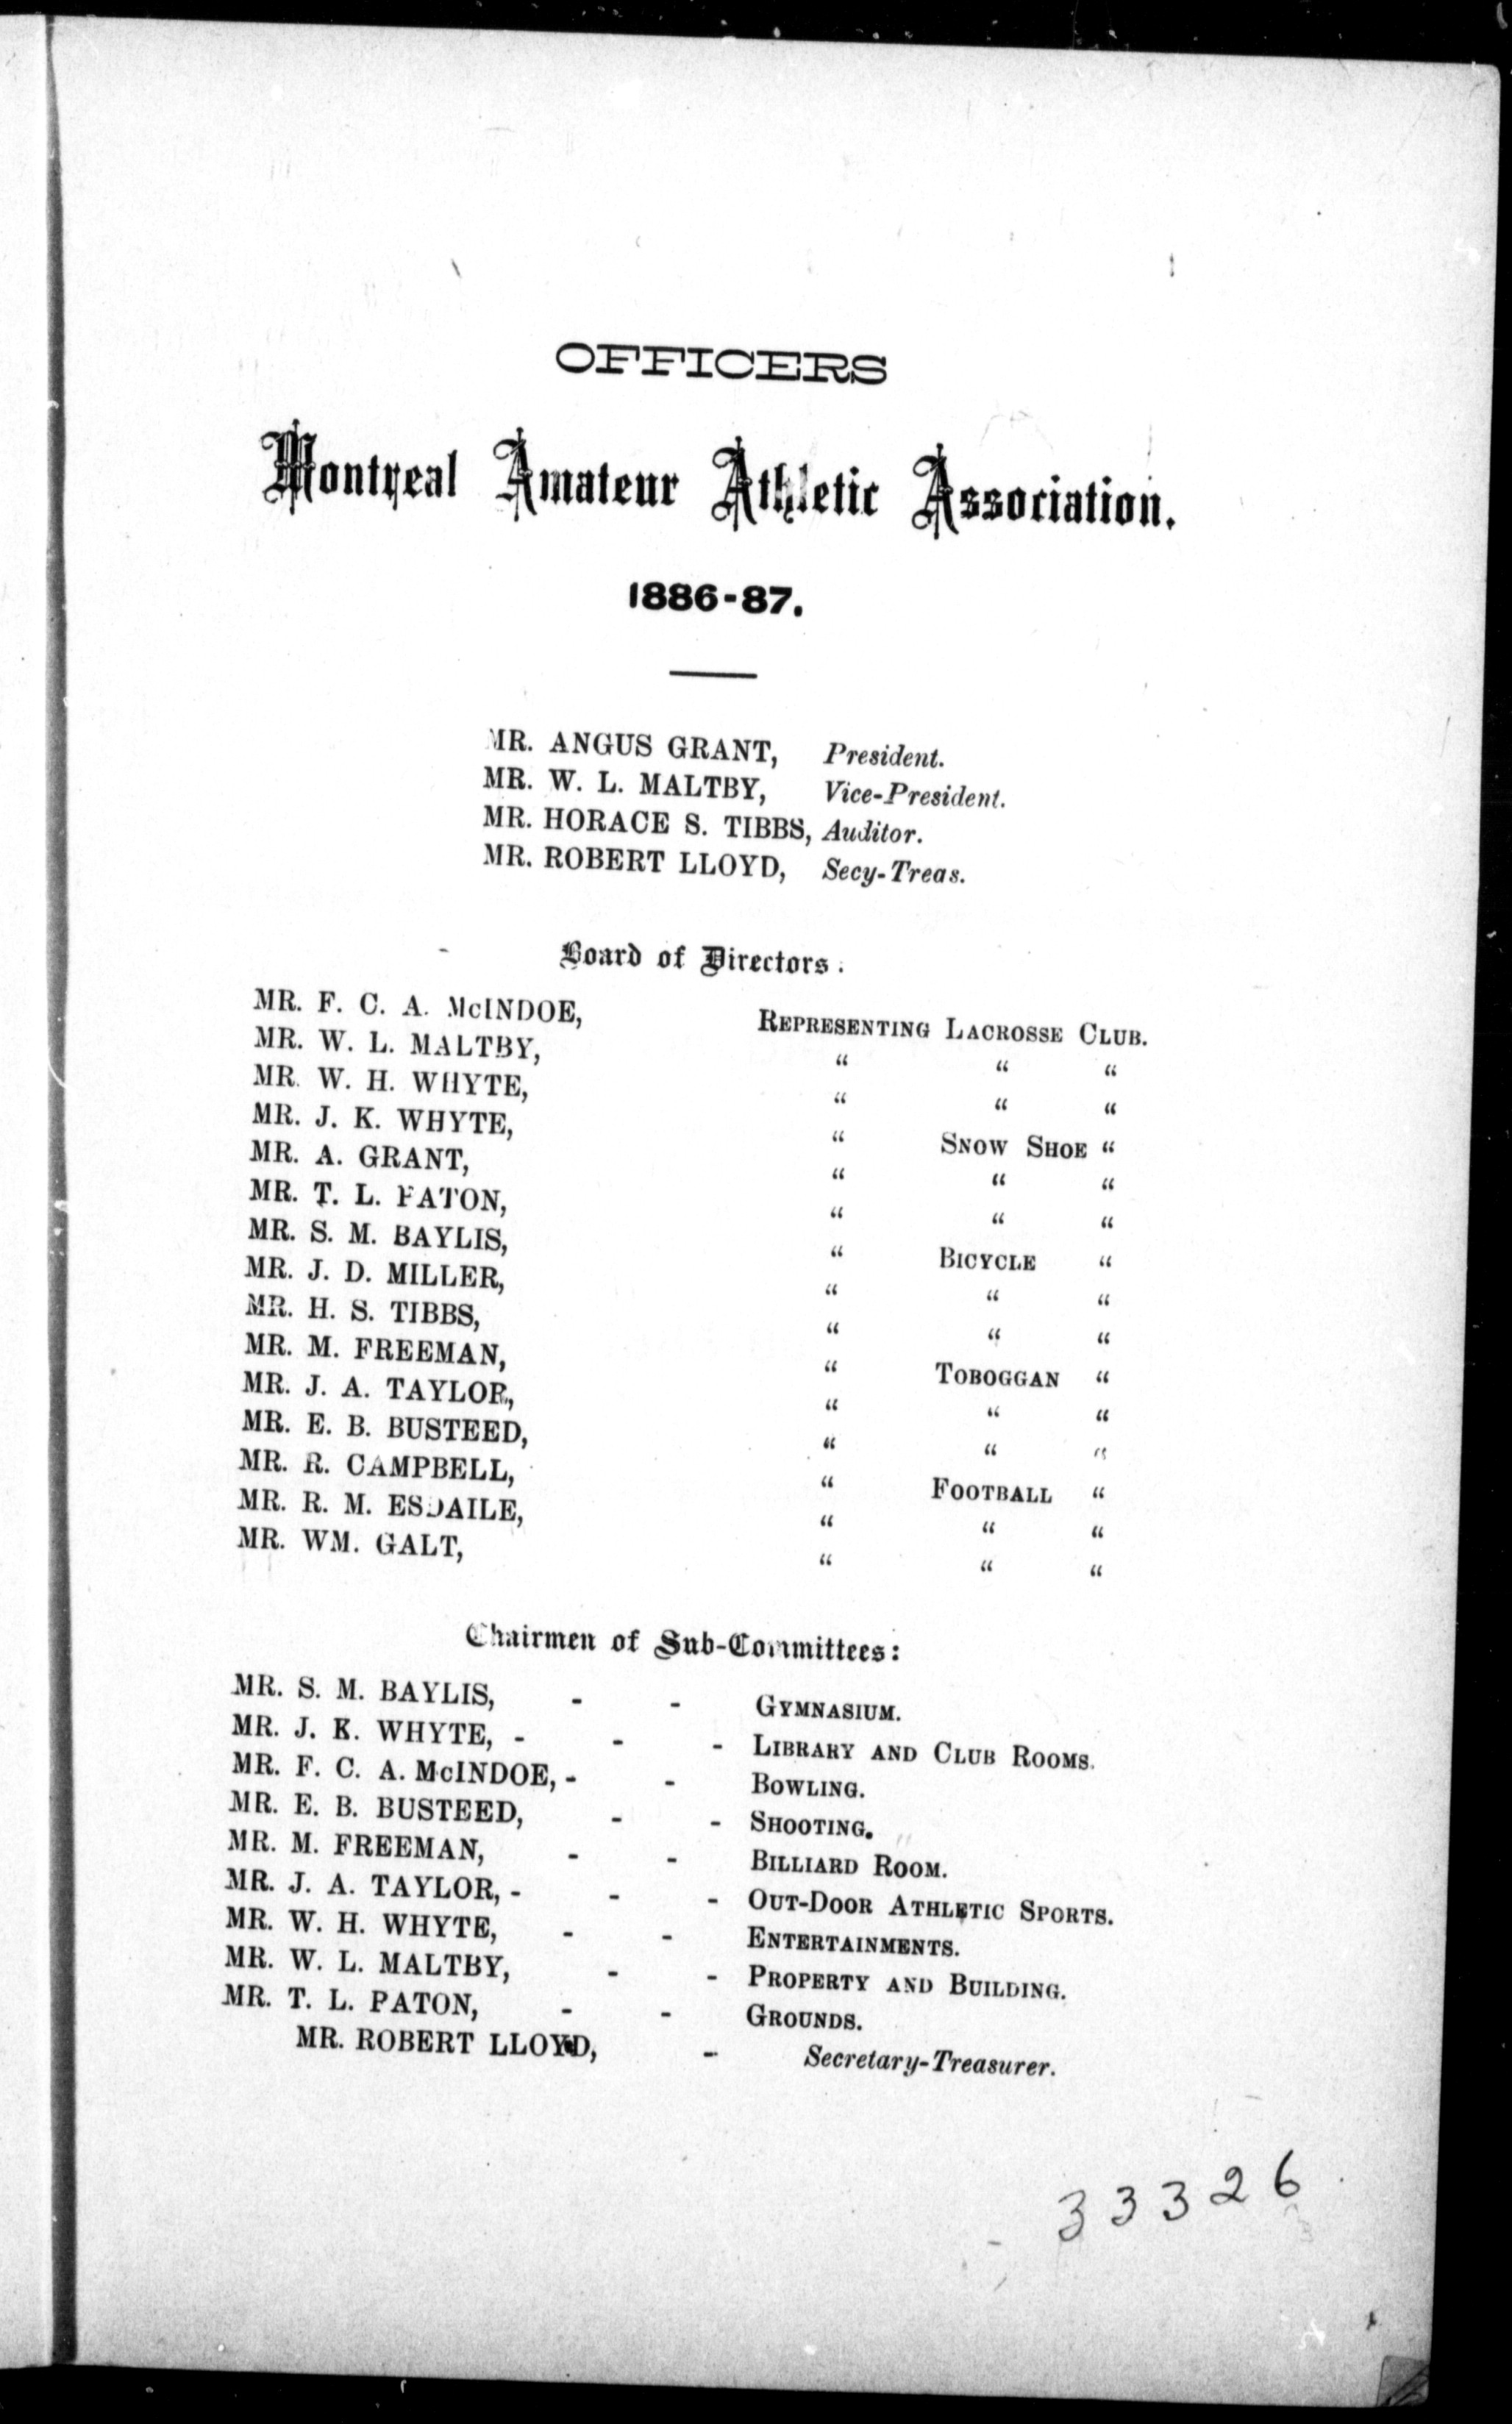 OFFICERS
Montreal Amateur Athletic Association.
1886-87.
MR. ANGUS GRANT, President.
MR. W. L. MALTBY, Vice-President.
MR. HORACE S. TIBBS, Auditor.
MR. ROBERT LLOYD, Secy-Treas.
Board of Directors:
MR. F. C. A. McINDOE, REPRESENTING LACROSSE CLUB.
MR. W. L. MALTBY, “ “ “
MR. W. H. WHYTE, “ “ “
MR. J. K. WHYTE, “ SNOW SHOE “
MR. A. GRANT, “ “ “
MR. T. L. PATON, “ “ “
MR. S. M. BAYLIS, “ BICYCLE “
MR. J. D. MILLER, “ “ “
MR. H. S. TIBBS, “ “ “
MR. M. FREEMAN, “ TOBOGGAN “
MR. J. A. TAYLOR, “ “ “
MR. E. B. BUSTEED, “ “ “
MR. R. CAMPBELL, “ FOOTBALL “
MR. R. M. ESDAILE, “ “ “
MR. WM. GALT, “ “ “
Chairmen of Sub-Committees:
MR. S. M. BAYLIS, - - GYMNASIUM.
MR. J. K. WHYTE, - - - LIBRARY AND CLUB ROOMS.
MR. F. C. A. McINDOE, - - BOWLING.
MR. E. B. BUSTEED, - - SHOOTING.
MR. M. FREEMAN, - - BILLIARD ROOM.
MR. J. A. TAYLOR, - - - OUT-DOOR ATHLETIC SPORTS.
MR. W. H. WHYTE, - - ENTERTAINMENTS.
MR. W. L. MALTBY, - - PROPERTY AND BUILDING.
MR. T. L. PATON, - - GROUNDS.
MR. ROBERT LLOYD, - Secretary-Treasurer.
33326